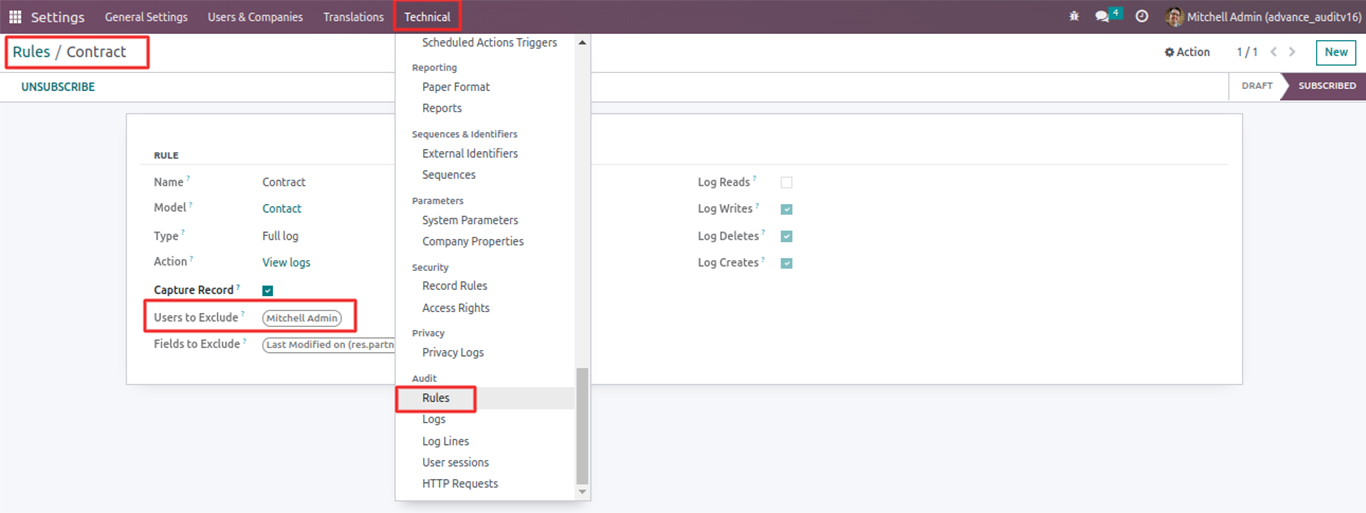 Settings General Settings Users & Companies Translations Technical 4 Mitchell Admin (advance_auditv16)
Rules / Contract Action 1 / 1 New
UNSUBSCRIBE DRAFT SUBSCRIBED
Scheduled Actions Triggers
Reporting
Paper Format
Reports
Sequences & Identifiers
External Identifiers
Sequences
Parameters
System Parameters
Company Properties
Security
Record Rules
Access Rights
Privacy
Privacy Logs
Audit
Rules
Logs
Log Lines
User sessions
HTTP Requests
RULE
Name ? Contract
Model ? Contact
Type ? Full log
Action ? View logs
Capture Record ?
Users to Exclude ? Mitchell Admin
Fields to Exclude ? Last Modified on (res.partn
Log Reads ?
Log Writes ?
Log Deletes ?
Log Creates ?